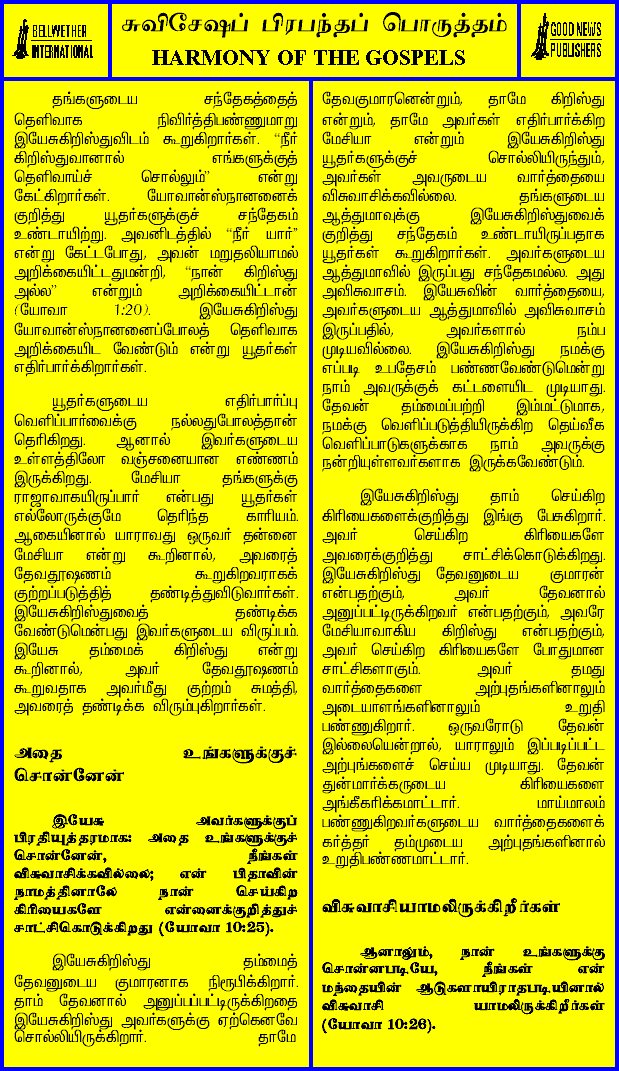 BELLWETHER
INTERNATIONAL
சுவிசேஷப் பிரபந்தப் பொருத்தம்
HARMONY OF THE GOSPELS
GOOD NEWS
PUBLISHERS
தங்களுடைய சந்தேகத்தைத்
தெளிவாக நிவிர்த்திபண்ணுமாறு
இயேசுகிறிஸ்துவிடம் கூறுகிறார்கள். “நீர்
கிறிஸ்துவானால் எங்களுக்குத்
தெளிவாய்ச் சொல்லும்” என்று
கேட்கிறார்கள். யோவான்ஸ்நானனைக்
குறித்து யூதர்களுக்குச் சந்தேகம்
உண்டாயிற்று. அவனிடத்தில் “நீர் யார்”
என்று கேட்டபோது, அவன் மறுதலியாமல்
அறிக்கையிட்டதுமன்றி, “நான் கிறிஸ்து
அல்ல” என்றும் அறிக்கையிட்டான்
(யோவா 1:20). இயேசுகிறிஸ்து
யோவான்ஸ்நானனைப்போலத் தெளிவாக
அறிக்கையிட வேண்டும் என்று யூதர்கள்
எதிர்பார்க்கிறார்கள்.
யூதர்களுடைய எதிர்பார்ப்பு
வெளிப்பார்வைக்கு நல்லதுபோலத்தான்
தெரிகிறது. ஆனால் இவர்களுடைய
உள்ளத்திலோ வஞ்சனையான எண்ணம்
இருக்கிறது. மேசியா தங்களுக்கு
ராஜாவாகயிருப்பார் என்பது யூதர்கள்
எல்லோருக்குமே தெரிந்த காரியம்.
ஆகையினால் யாராவது ஒருவர் தன்னை
மேசியா என்று கூறினால், அவரைத்
தேவதூஷணம் கூறுகிறவராகக்
குற்றப்படுத்தித் தண்டித்துவிடுவார்கள்.
இயேசுகிறிஸ்துவைத் தண்டிக்க
வேண்டுமென்பது இவர்களுடைய விருப்பம்.
இயேசு தம்மைக் கிறிஸ்து என்று
கூறினால், அவர் தேவதூஷணம்
கூறுவதாக அவர்மீது குற்றம் சுமத்தி,
அவரைத் தண்டிக்க விரும்புகிறார்கள்.
அதை உங்களுக்குச்
சொன்னேன்
இயேசு அவர்களுக்குப்
பிரதியுத்தரமாக: அதை உங்களுக்குச்
சொன்னேன், நீங்கள்
விசுவாசிக்கவில்லை; என் பிதாவின்
நாமத்தினாலே நான் செய்கிற
கிரியைகளே என்னைக்குறித்துச்
சாட்சிகொடுக்கிறது (யோவா 10:25).
இயேசுகிறிஸ்து தம்மைத்
தேவனுடைய குமாரனாக நிரூபிக்கிறார்.
தாம் தேவனால் அனுப்பப்பட்டிருக்கிறதை
இயேசுகிறிஸ்து அவர்களுக்கு ஏற்கெனவே
சொல்லியிருக்கிறார். தாமே
தேவகுமாரனென்றும், தாமே கிறிஸ்து
என்றும், தாமே அவர்கள் எதிர்பார்க்கிற
மேசியா என்றும் இயேசுகிறிஸ்து
யூதர்களுக்குச் சொல்லியிருந்தும்,
அவர்கள் அவருடைய வார்த்தையை
விசுவாசிக்கவில்லை. தங்களுடைய
ஆத்துமாவுக்கு இயேசுகிறிஸ்துவைக்
குறித்து சந்தேகம் உண்டாயிருப்பதாக
யூதர்கள் கூறுகிறார்கள். அவர்களுடைய
ஆத்துமாவில் இருப்பது சந்தேகமல்ல. அது
அவிசுவாசம். இயேசுவின் வார்த்தையை,
அவர்களுடைய ஆத்துமாவில் அவிசுவாசம்
இருப்பதில், அவர்களால் நம்ப
முடியவில்லை. இயேசுகிறிஸ்து நமக்கு
எப்படி உபதேசம் பண்ணவேண்டுமென்று
நாம் அவருக்குக் கட்டளையிட முடியாது.
தேவன் தம்மைப்பற்றி இம்மட்டுமாக,
நமக்கு வெளிப்படுத்தியிருக்கிற தெய்வீக
வெளிப்பாடுகளுக்காக நாம் அவருக்கு
நன்றியுள்ளவர்களாக இருக்கவேண்டும்.
இயேசுகிறிஸ்து தாம் செய்கிற
கிரியைகளைக்குறித்து இங்கு பேசுகிறார்.
அவர் செய்கிற கிரியைகளே
அவரைக்குறித்து சாட்சிக்கொடுக்கிறது.
இயேசுகிறிஸ்து தேவனுடைய குமாரன்
என்பதற்கும், அவர் தேவனால்
அனுப்பட்டிருக்கிறவர் என்பதற்கும், அவரே
மேசியாவாகிய கிறிஸ்து என்பதற்கும்,
அவர் செய்கிற கிரியைகளே போதுமான
சாட்சிகளாகும். அவர் தமது
வார்த்தைகளை அற்புதங்களினாலும்
அடையாளங்களினாலும் உறுதி
பண்ணுகிறார். ஒருவரோடு தேவன்
இல்லையென்றால், யாராலும் இப்படிப்பட்ட
அற்புங்களைச் செய்ய முடியாது. தேவன்
துன்மார்க்கருடைய கிரியைகளை
அங்கீகரிக்கமாட்டார். மாய்மாலம்
பண்ணுகிறவர்களுடைய வார்த்தைகளைக்
கர்த்தர் தம்முடைய அற்புதங்களினால்
உறுதிபண்ணமாட்டார்.
விசுவாசியாமலிருக்கிறீர்கள்
ஆனாலும், நான் உங்களுக்கு
சொன்னபடியே, நீங்கள் என்
மந்தையின் ஆடுகளாயிராதபடியினால்
விசுவாசி யாமலிருக்கிறீர்கள்
(யோவா 10:26).